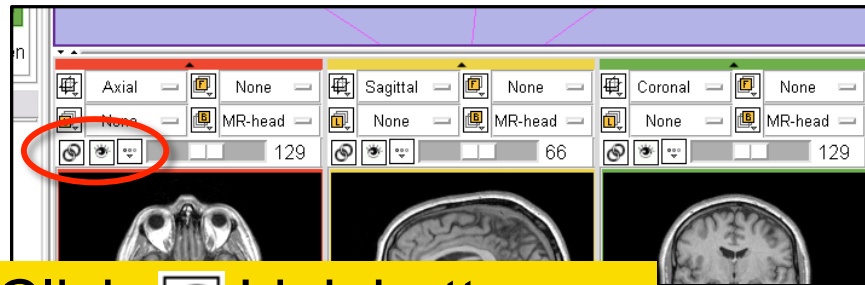 Axial F None Sagittal F None Coronal F None
L None B MR-head L None B MR-head L None B MR-head
129 66 129